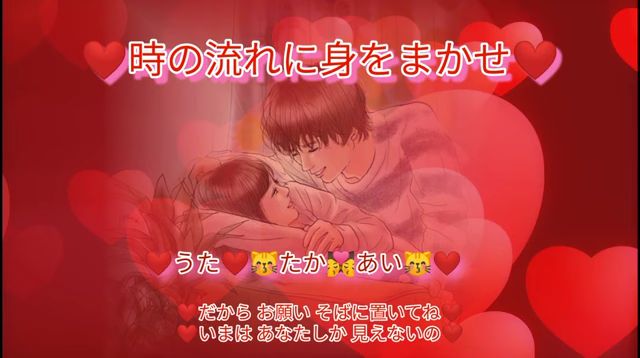 ❤️時の流れに身をまかせ❤️
❤️うた❤️😽たか💏あい😽❤️
❤️だから お願い そばに置いてね❤️
❤️いまは あなたしか 見えないの❤️